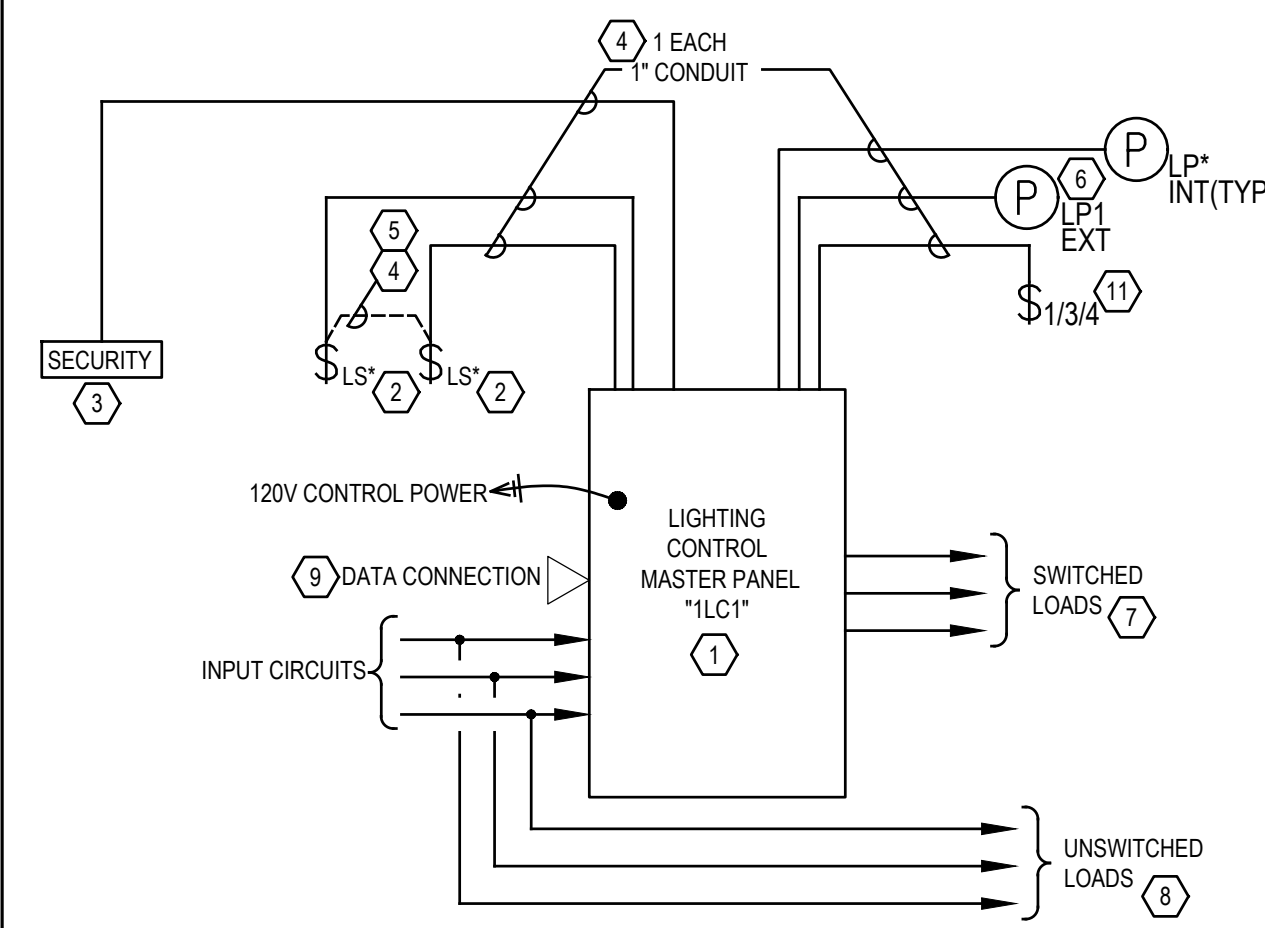 4 1 EACH
1" CONDUIT
P
LP*
INT(TYP
P
6
LP1
EXT
5
4
$ 1/3/4 11
SECURITY
3
$ LS* 2
$ LS* 2
120V CONTROL POWER
LIGHTING
CONTROL
MASTER PANEL
"1LC1"
1
9 DATA CONNECTION
SWITCHED
LOADS 7
INPUT CIRCUITS
UNSWITCHED
LOADS 8